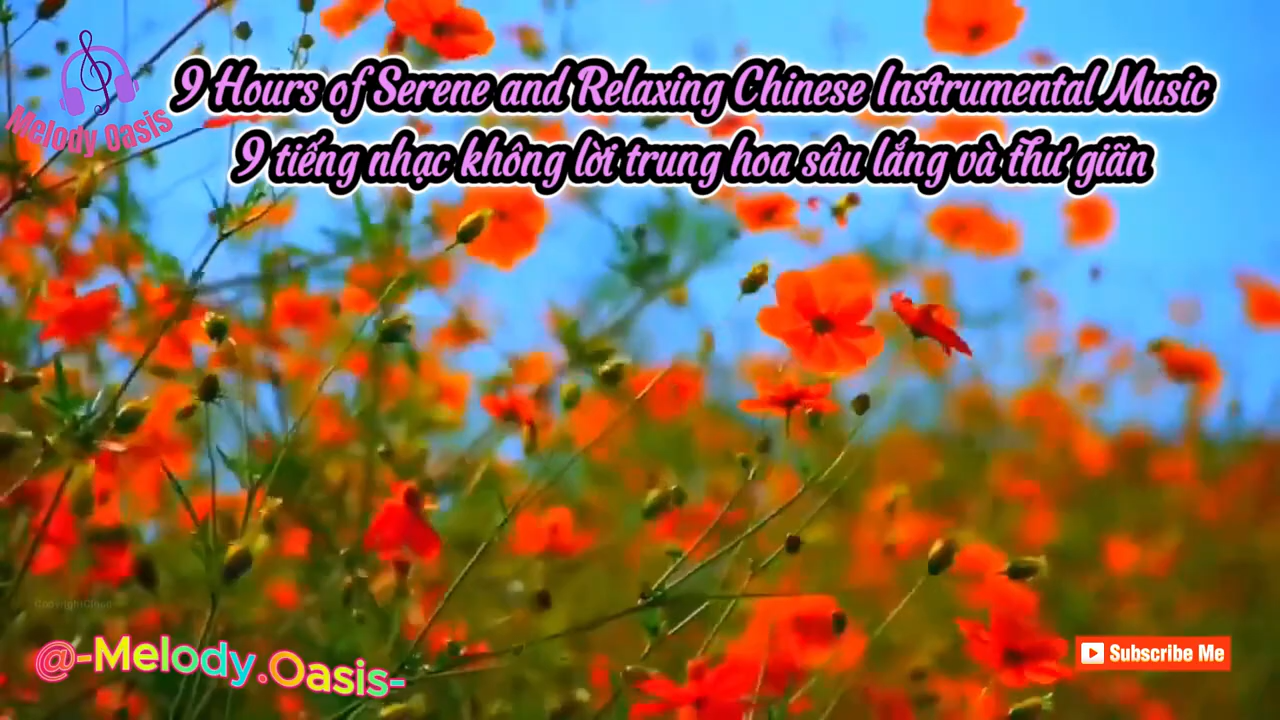 Melody Oasis
9 Hours of Serene and Relaxing Chinese Instrumental Music
9 tiếng nhạc không lời trung hoa sâu lắng và thư giãn
CopyrightCloud
@-Melody.Oasis-
Subscribe Me